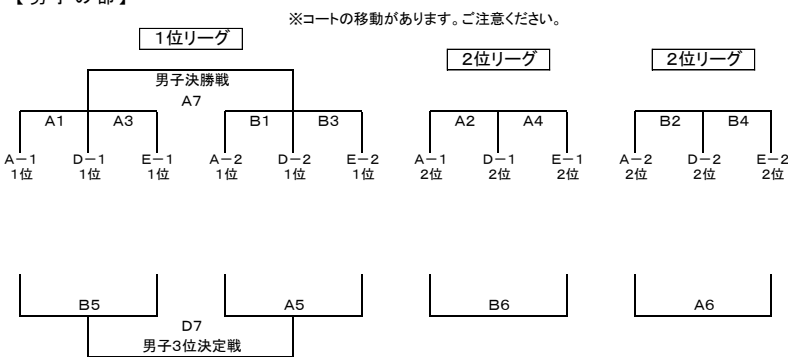 【男子の部】
※コートの移動があります。ご注意ください。
1位リーグ
2位リーグ
2位リーグ
男子決勝戦
A7
A1 A3 B1 B3 A2 A4 B2 B4
A-1 D-1 E-1 A-2 D-2 E-2 A-1 D-1 E-1 A-2 D-2 E-2
1位 1位 1位 1位 1位 1位 2位 2位 2位 2位 2位 2位
B5 A5 B6 A6
D7
男子3位決定戦